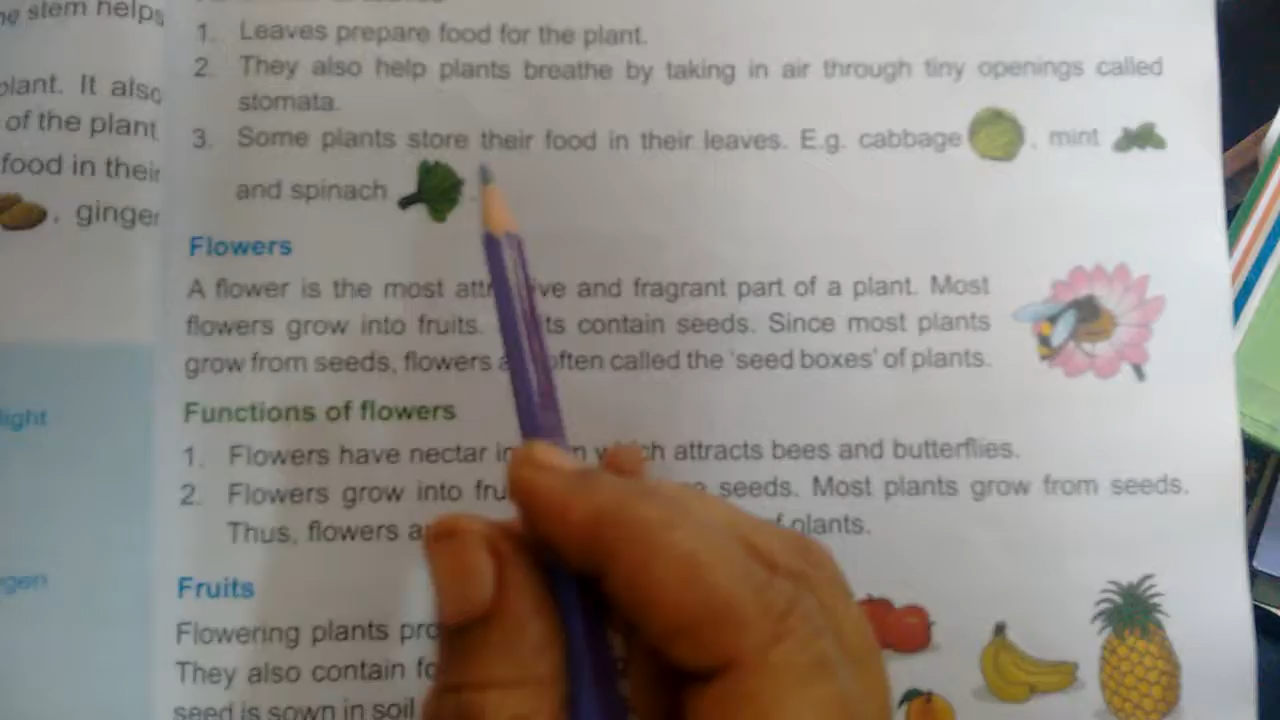 he stem helps
plant. It also
of the plant
food in their
, ginger
light
gen
1. Leaves prepare food for the plant.
2. They also help plants breathe by taking in air through tiny openings called
stomata.
3. Some plants store their food in their leaves. E.g. cabbage , mint
and spinach
Flowers
A flower is the most att ive and fragrant part of a plant. Most
flowers grow into fruits. ts contain seeds. Since most plants
grow from seeds, flowers a often called the 'seed boxes' of plants.
Functions of flowers
1. Flowers have nectar in which attracts bees and butterflies.
2. Flowers grow into fru seeds. Most plants grow from seeds.
Thus, flowers a of plants.
Fruits
Flowering plants pro
They also contain fo
seed is sown in soil